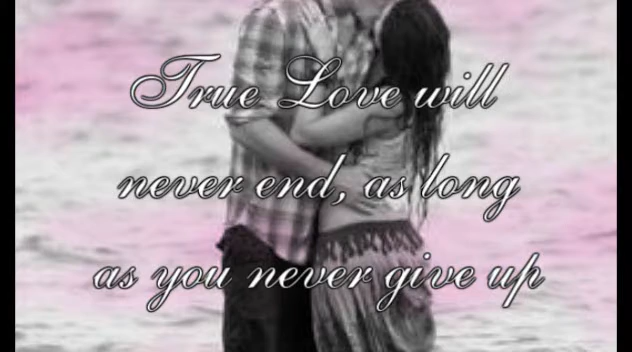 True Love will
never end, as long
as you never give up